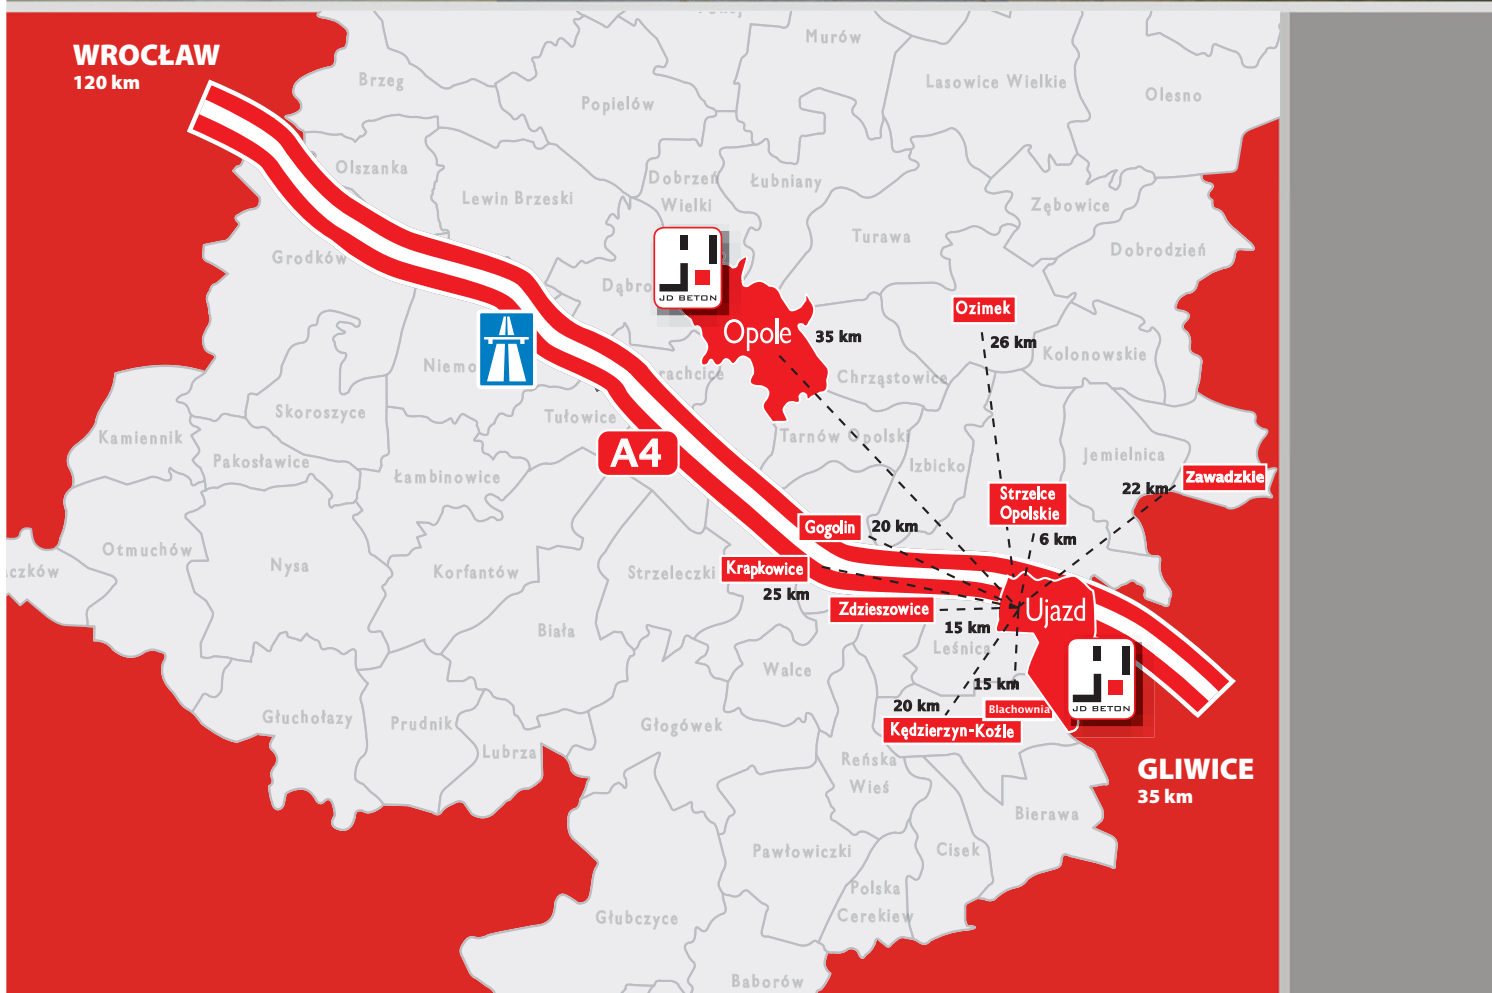 WROCŁAW
120 km
Murów
Brzeg
Popielów
Lasowice Wielkie
Olesno
Olszanka
Lewin Brzeski
Dobrzeń
Wielki
Łubniany
Zębowice
Turawa
Dobrodzień
Grodków
JD BETON
Opole
35 km
Ozimek
26 km
Kolonowskie
Chrząstowice
Skoroszyce
Tułowice
Kamiennik
Pakosławice
Łambinowice
A4
Tarnów Opolski
Izbicko
Jemielnica
Zawadzkie
22 km
Strzelce
Opolskie
6 km
Gogolin
20 km
Otmuchów
Nysa
Korfantów
Strzeleczki
Krapkowice
25 km
Zdzieszowice
15 km
Ujazd
Biała
Walce
Leśnica
15 km
20 km
Blachownia
Kędzierzyn-Koźle
JD BETON
Głuchołazy
Prudnik
Lubrza
Głogówek
Reńska
Wieś
GLIWICE
35 km
Bierawa
Pawłowiczki
Cisek
Polska
Cerekiew
Głubczyce
Baborów